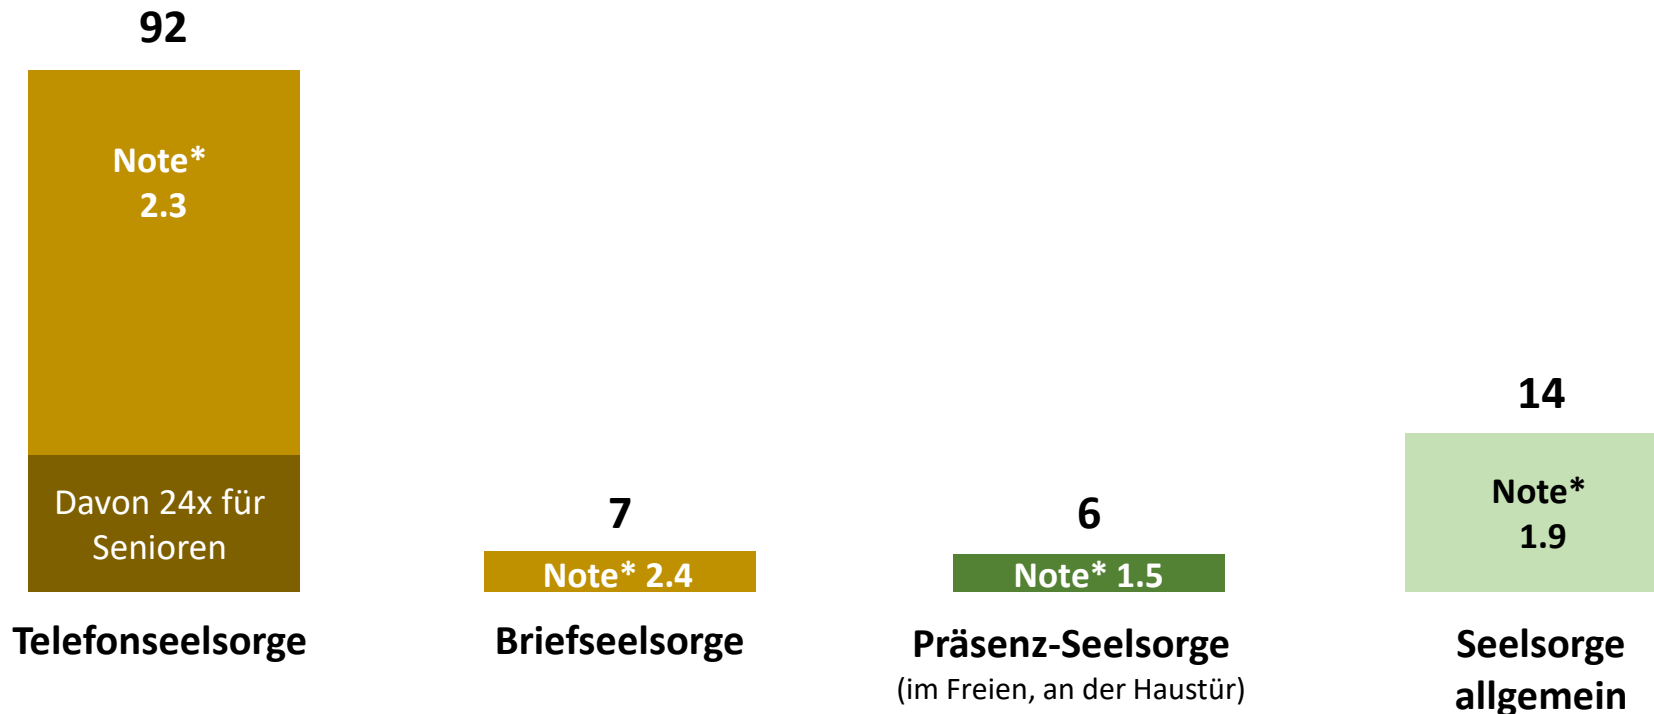 92
Note*
2.3
Davon 24x für
Senioren
Telefonseelsorge
7
Note* 2.4
Briefseelsorge
6
Note* 1.5
Präsenz-Seelsorge
(im Freien, an der Haustür)
14
Note*
1.9
Seelsorge
allgemein